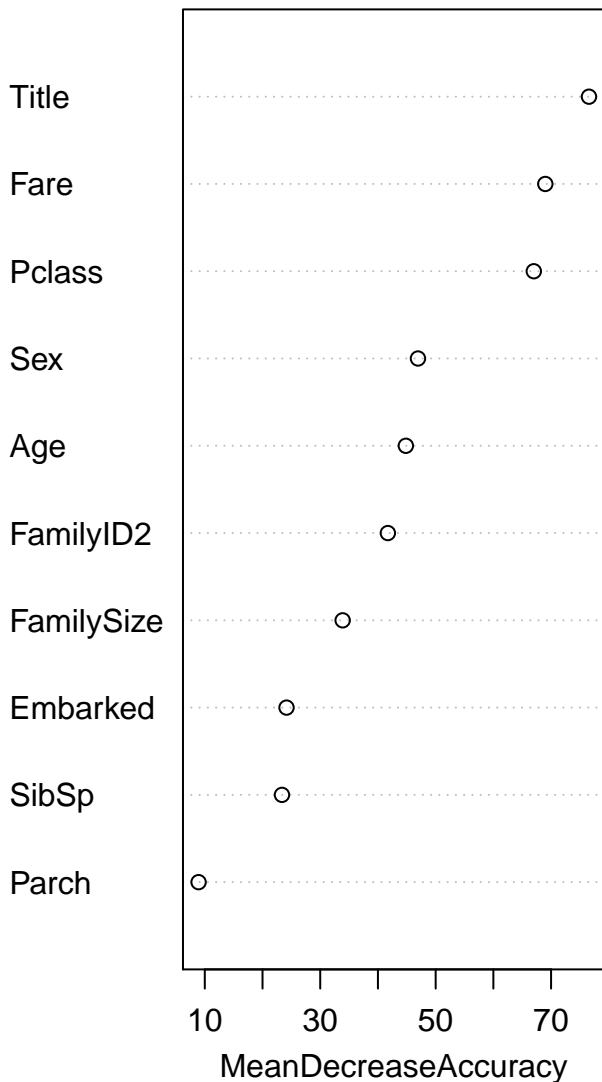 Title
Fare
Pclass
Sex
Age
FamilyID2
FamilySize
Embarked
SibSp
Parch
10 30 50 70
MeanDecreaseAccuracy